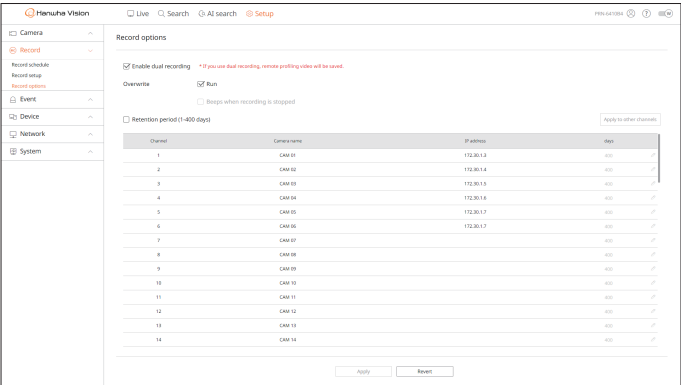 Hanwha Vision
Live Search AI search Setup
PRN-6410B4
Camera
Record
Record schedule
Record setup
Record options
Event
Device
Network
System
Record options
Enable dual recording * If you use dual recording, remote profiling video will be saved.
Overwrite Run
Beeps when recording is stopped
Retention period (1~400 days) Apply to other channels
Channel Camera name IP address days
1 CAM 01 172.30.1.3 400
2 CAM 02 172.30.1.4 400
3 CAM 03 172.30.1.5 400
4 CAM 04 172.30.1.6 400
5 CAM 05 172.30.1.7 400
6 CAM 06 172.30.1.7 400
7 CAM 07 400
8 CAM 08 400
9 CAM 09 400
10 CAM 10 400
11 CAM 11 400
12 CAM 12 400
13 CAM 13 400
14 CAM 14 400
Apply Revert